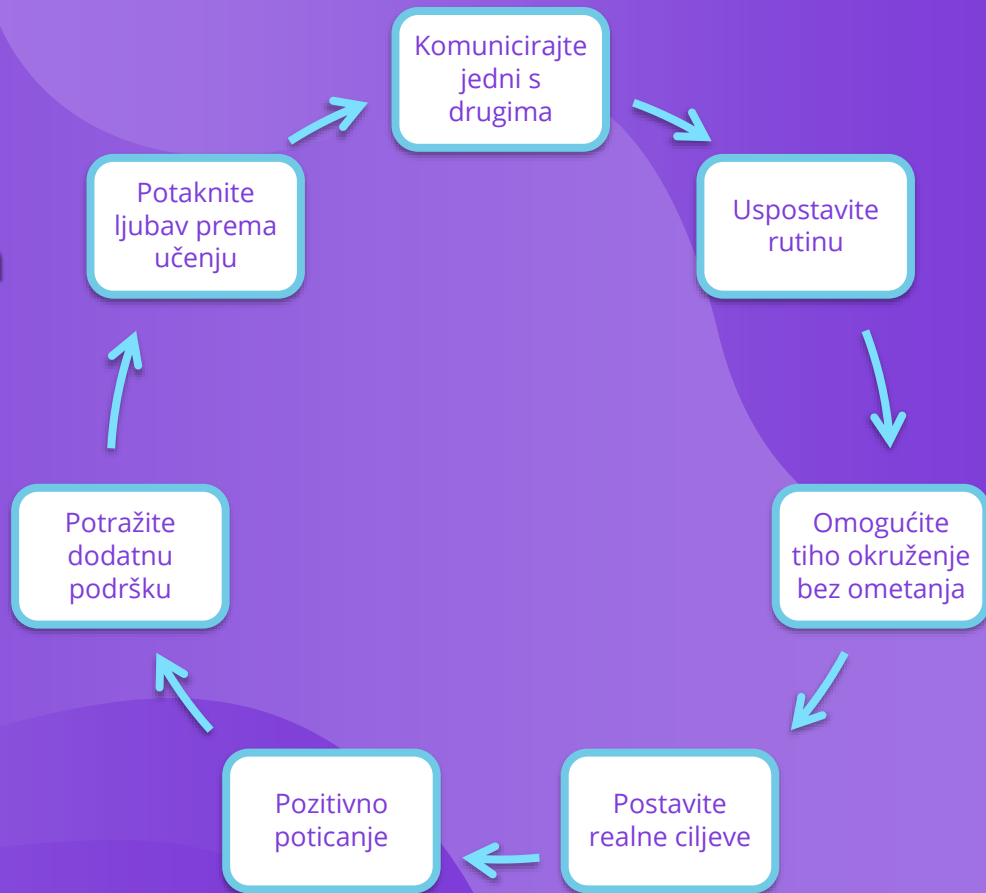 Komunicirajte
jedni s
drugima
Uspostavite
rutinu
Omogućite
tiho okruženje
bez ometanja
Postavite
realne ciljeve
Pozitivno
poticanje
Potražite
dodatnu
podršku
Potaknite
ljubav prema
učenju